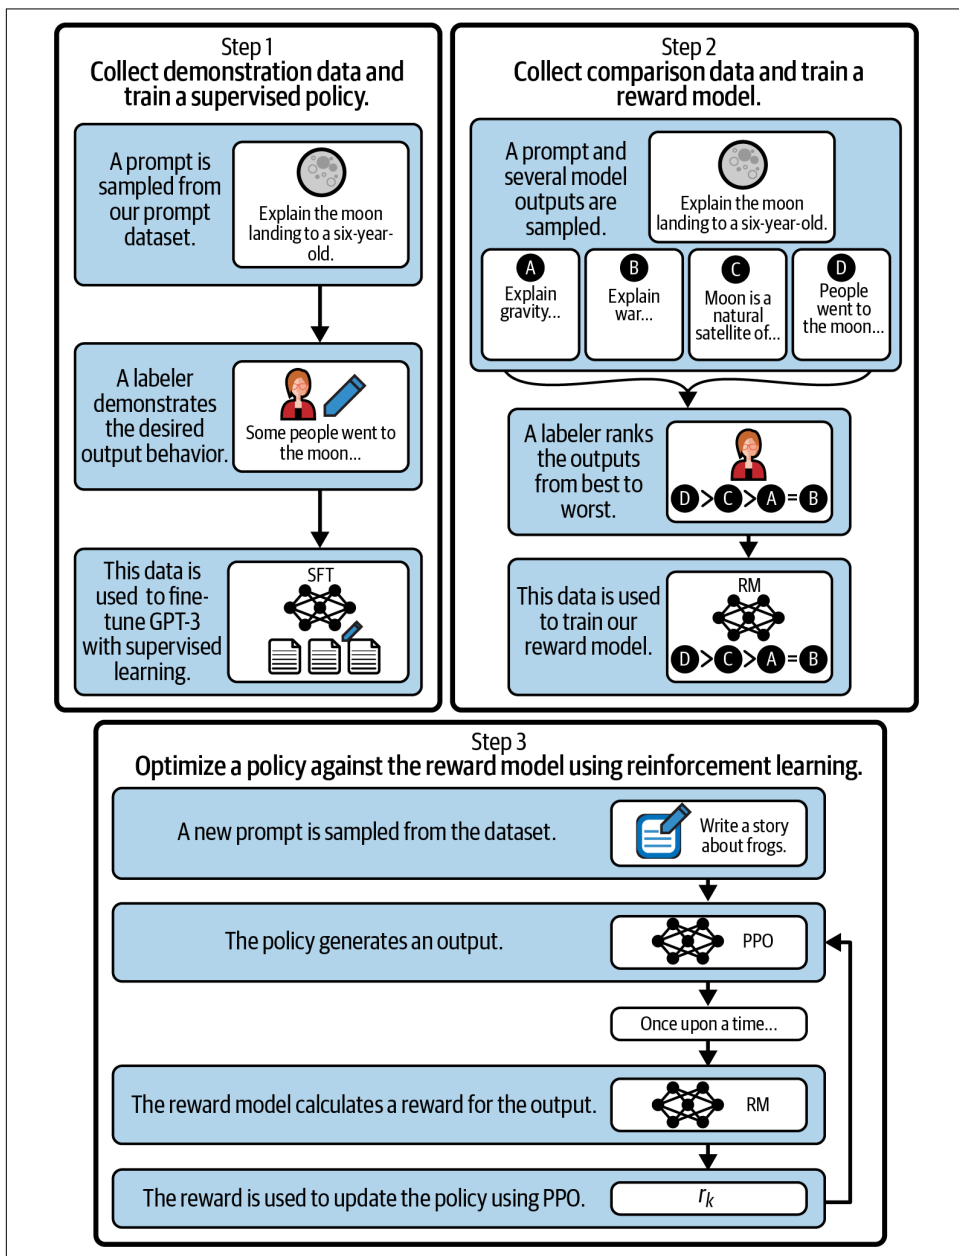 Step 1
Collect demonstration data and
train a supervised policy.
A prompt is
sampled from
our prompt
dataset.
Explain the moon
landing to a six-year-
old.
A labeler
demonstrates
the desired
output behavior.
Some people went to
the moon...
This data is
used to fine-
tune GPT-3
with supervised
learning.
SFT
Step 2
Collect comparison data and train a
reward model.
A prompt and
several model
outputs are
sampled.
Explain the moon
landing to a six-year-old.
A
Explain
gravity...
B
Explain
war...
C
Moon is a
natural
satellite of...
D
People
went to
the moon...
A labeler ranks
the outputs
from best to
worst.
D > C > A = B
This data is used
to train our
reward model.
RM
D > C > A = B
Step 3
Optimize a policy against the reward model using reinforcement learning.
A new prompt is sampled from the dataset.
Write a story
about frogs.
The policy generates an output.
PPO
Once upon a time...
The reward model calculates a reward for the output.
RM
The reward is used to update the policy using PPO.
rk